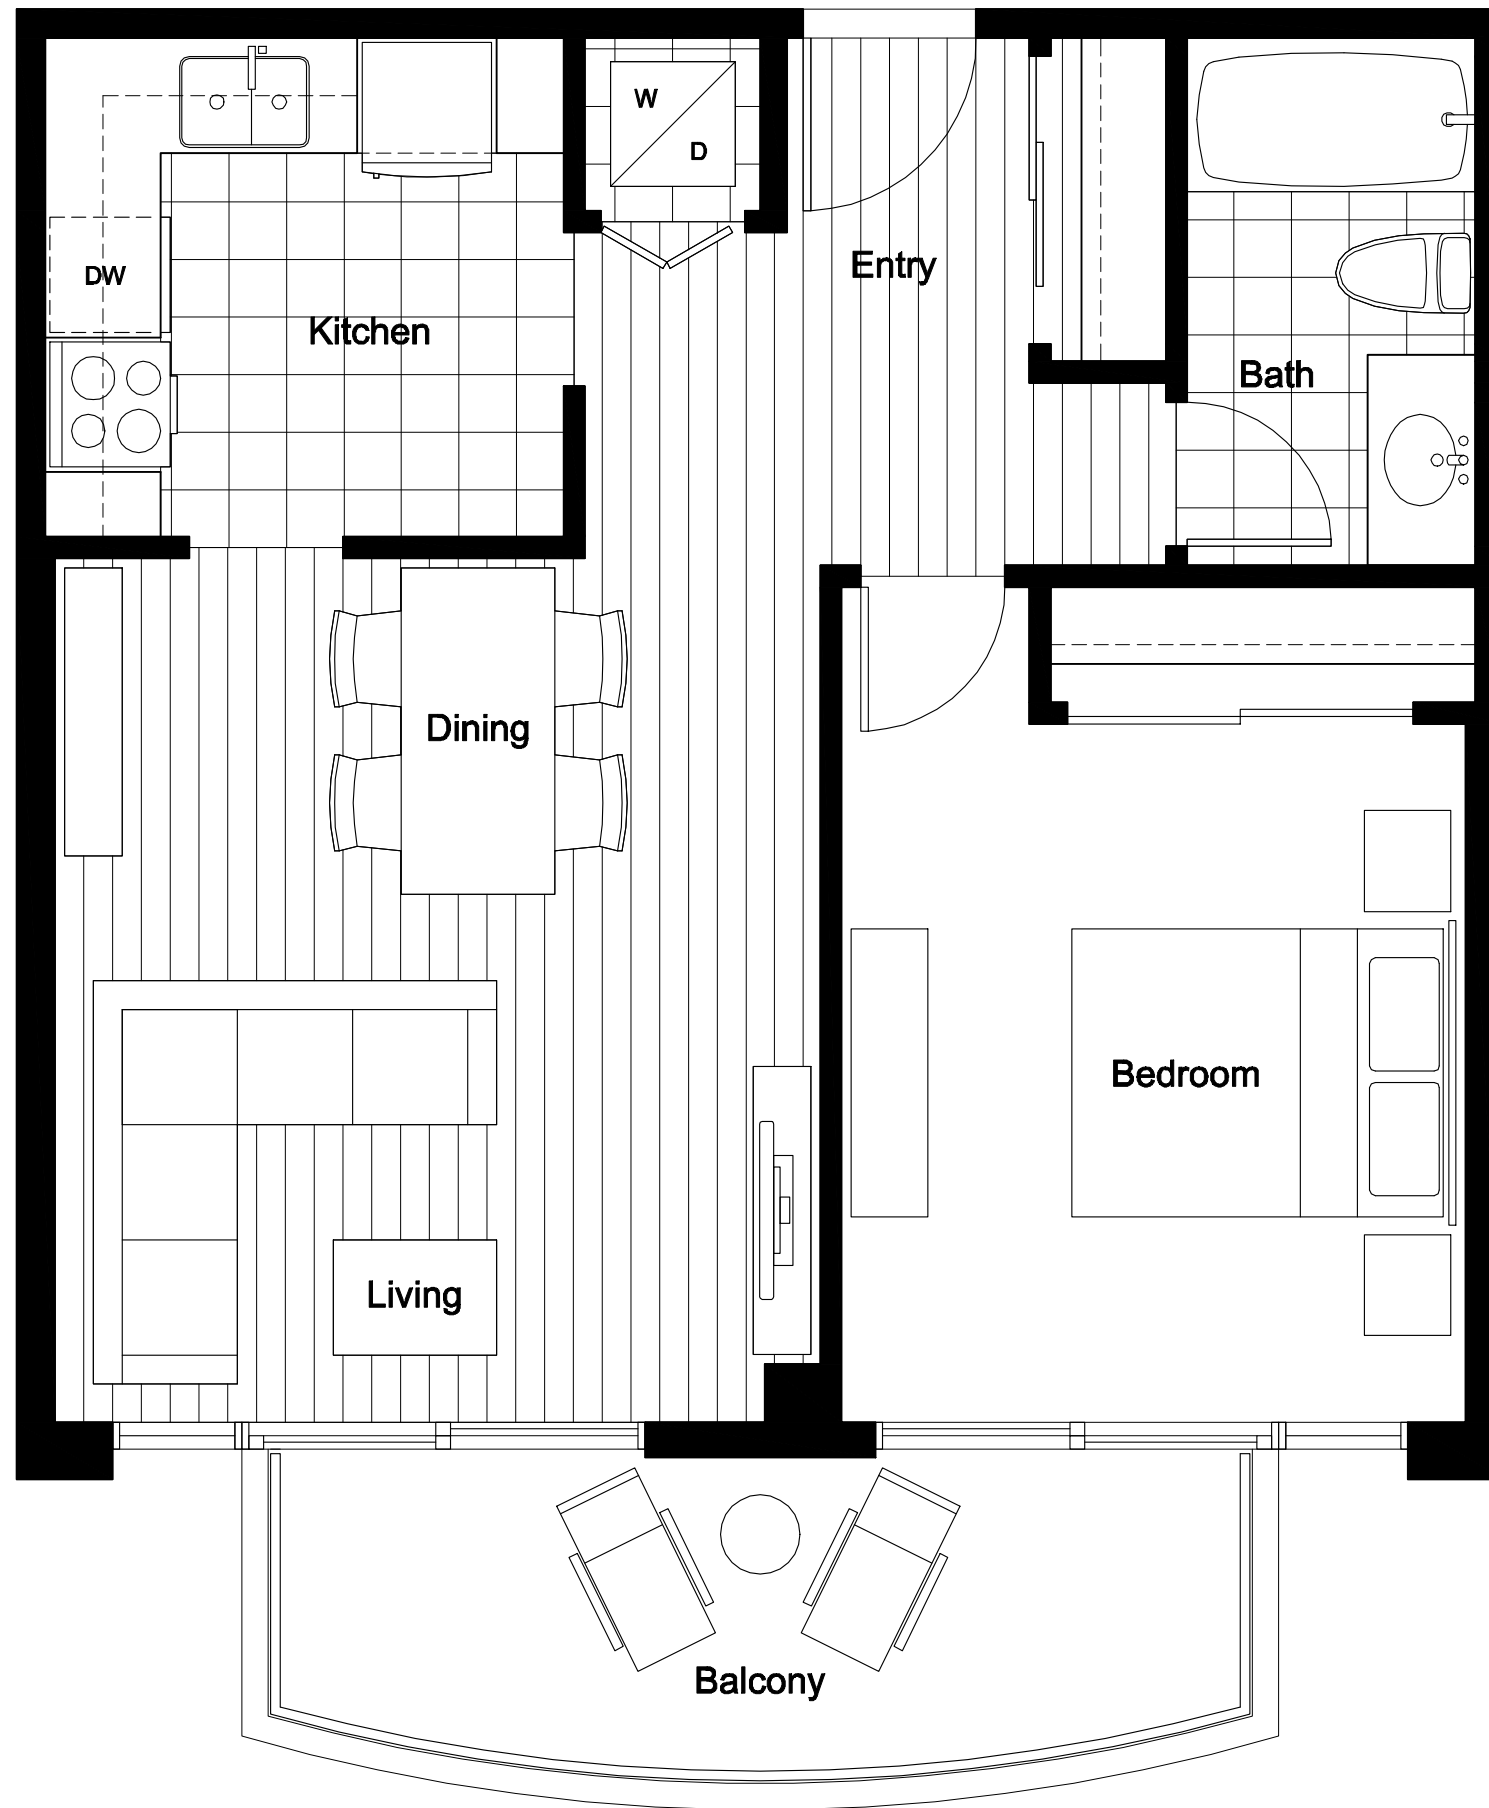 W
D
Entry
DW
Kitchen
Bath
Dining
Bedroom
Living
Balcony